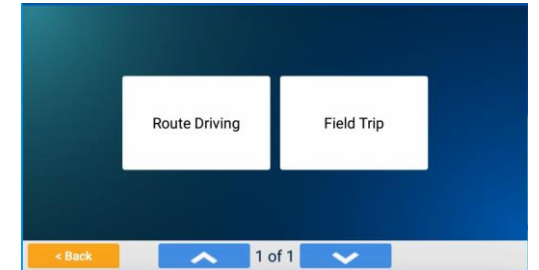 Route Driving
Field Trip
< Back
1 of 1